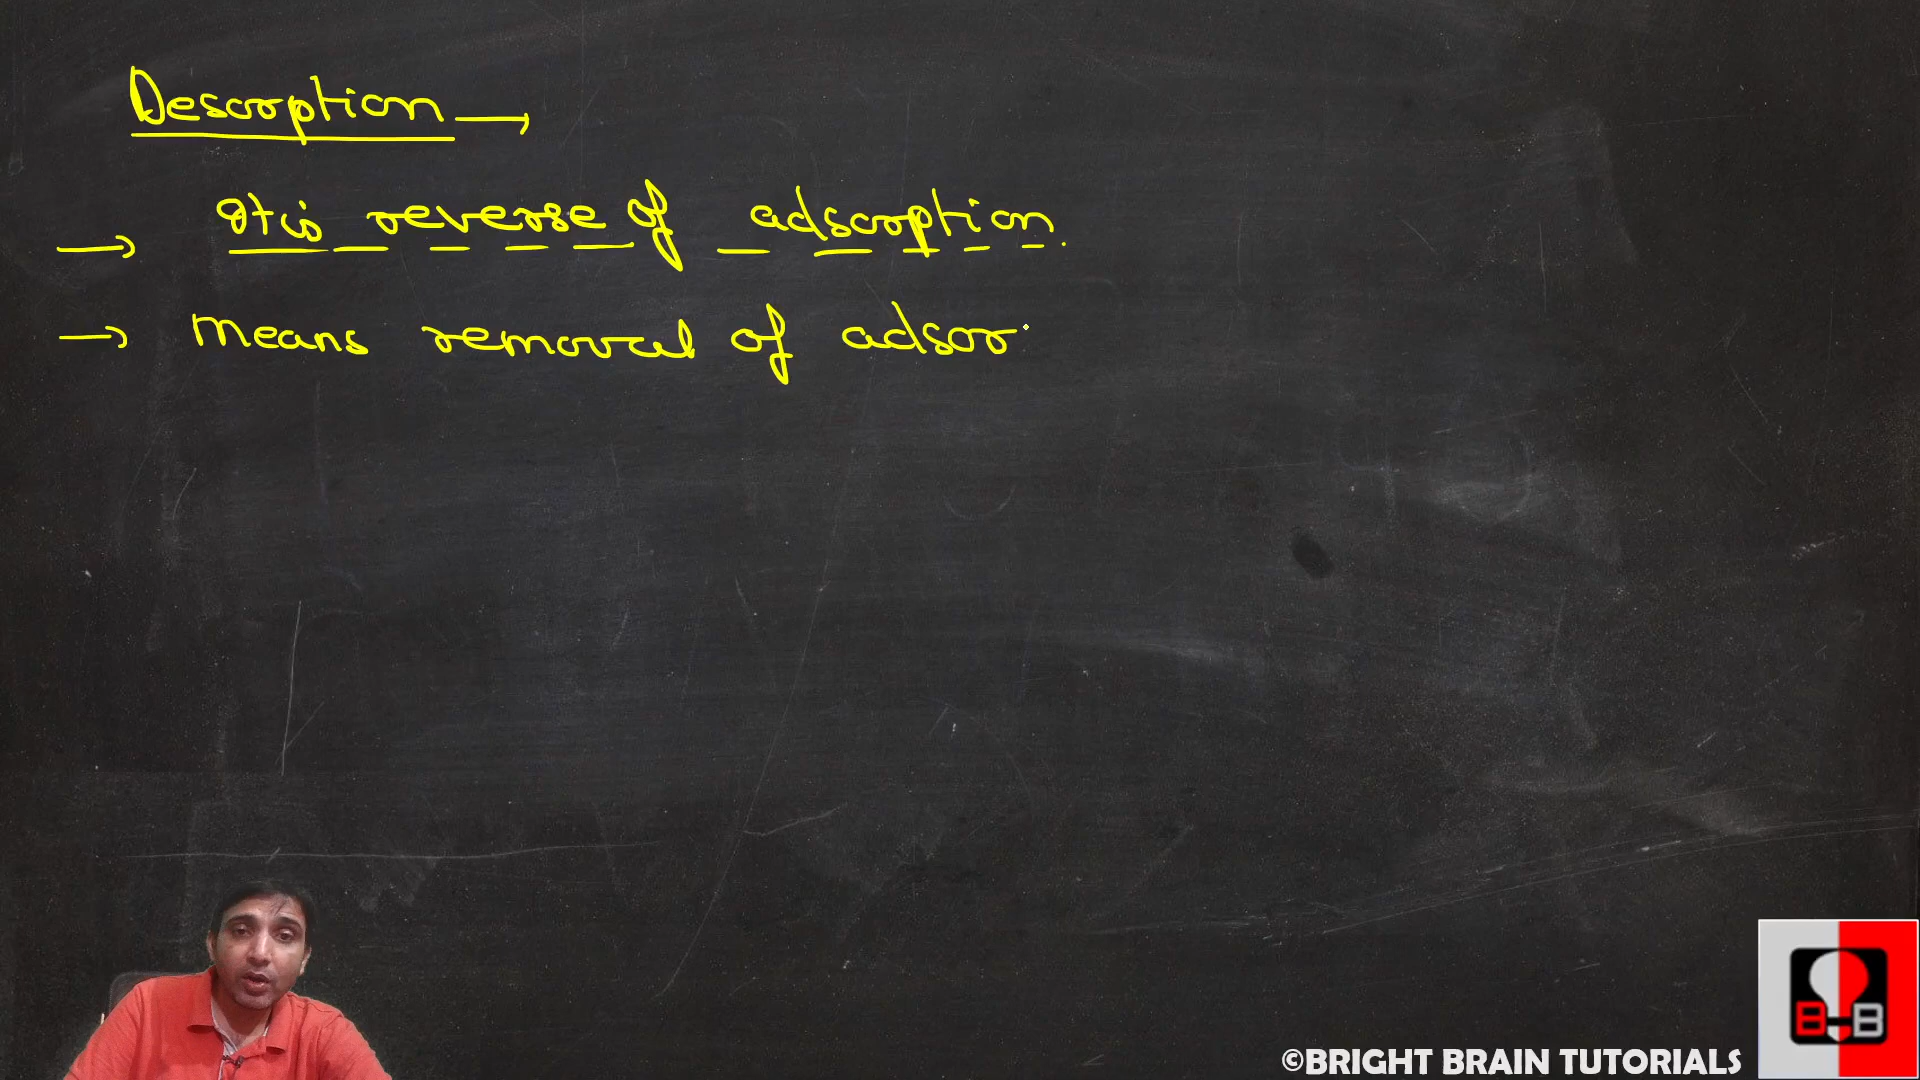 Desorption →
→ It is reverse of adsorption.
→ means removal of adsor
©BRIGHT BRAIN TUTORIALS
B B